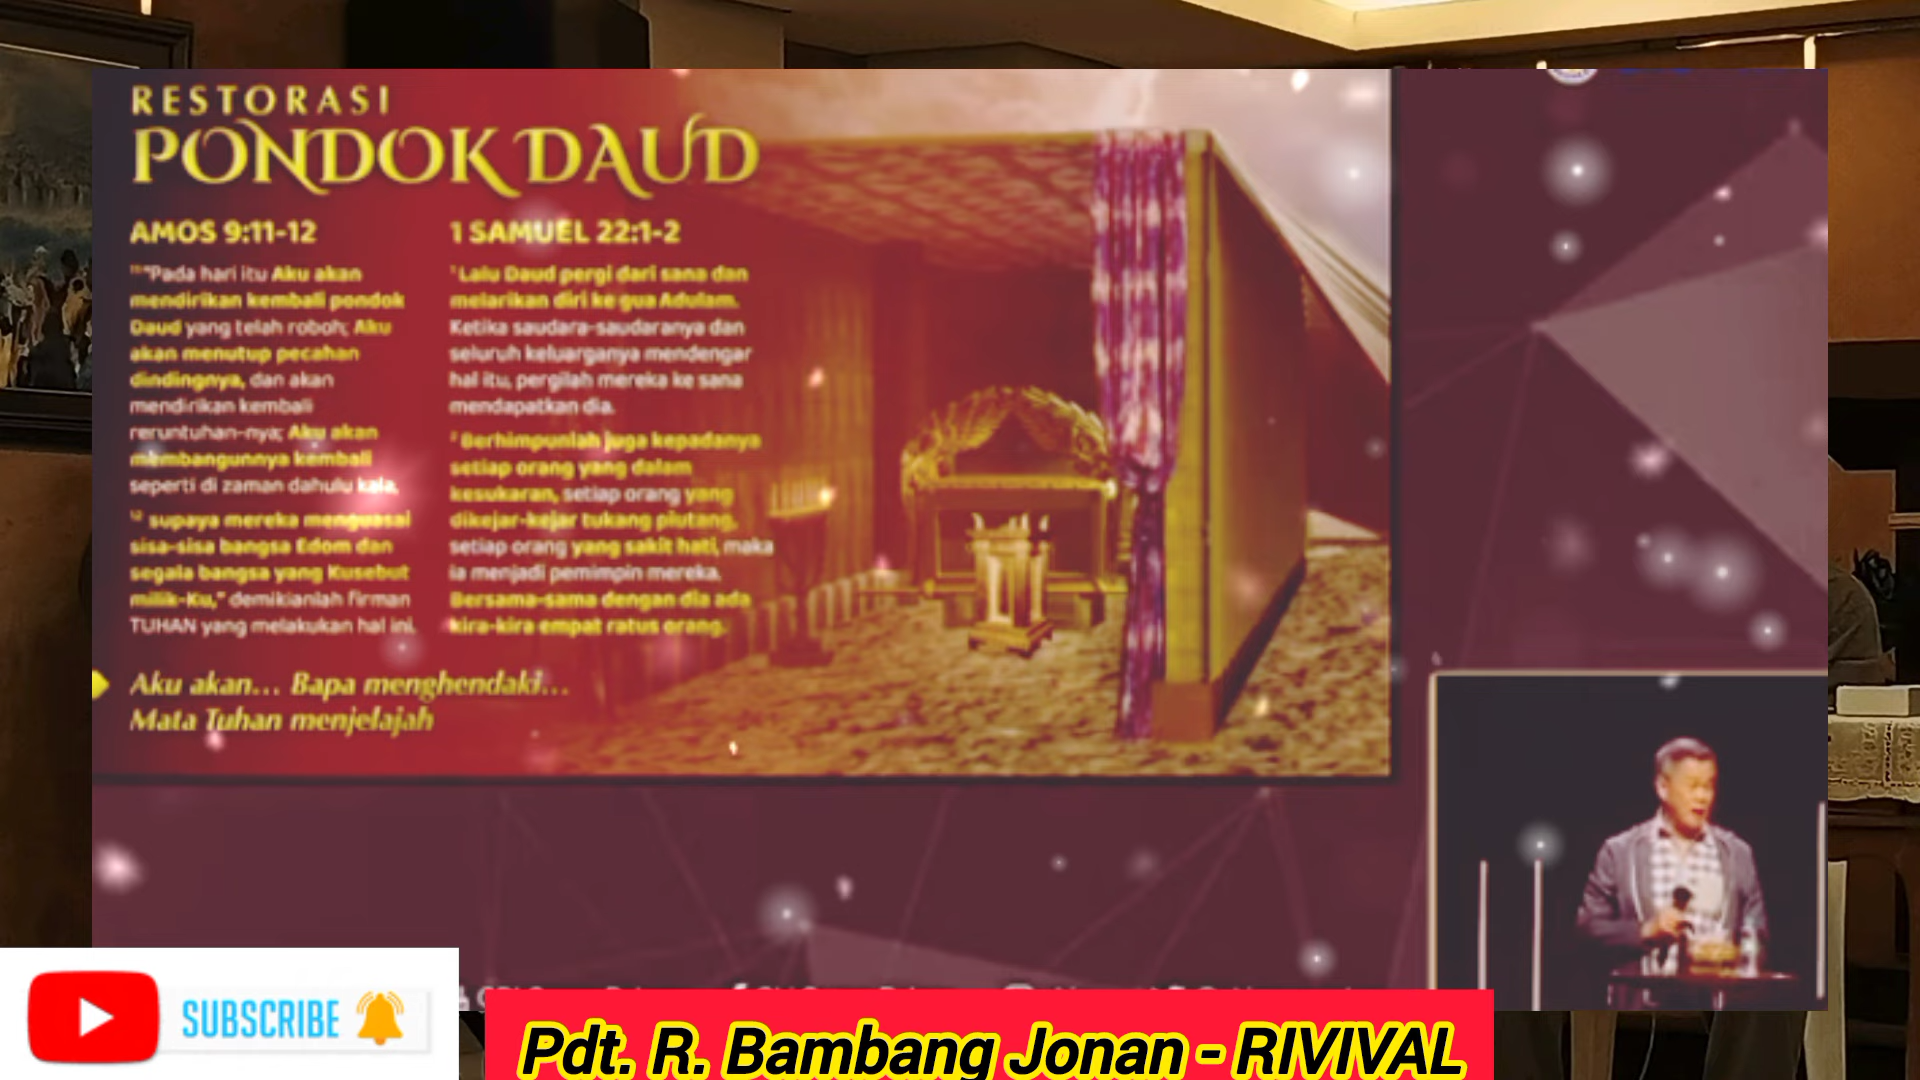 RESTORASI
PONDOK DAUD
AMOS 9:11-12
11 "Pada hari itu Aku akan
mendirikan kembali pondok
Daud yang telah roboh; Aku
akan menutup pecahan
dindingnya, dan akan
mendirikan kembali
reruntuhan-nya; Aku akan
membangunnya kembali
seperti di zaman dahulu kala,
12 supaya mereka menguasai
sisa-sisa bangsa Edom dan
segala bangsa yang Kusebut
milik-Ku," demikianlah firman
TUHAN yang melakukan hal ini.
1 SAMUEL 22:1-2
1 Lalu Daud pergi dari sana dan
melarikan diri ke gua Adulam.
Ketika saudara-saudaranya dan
seluruh keluarganya mendengar
hal itu, pergilah mereka ke sana
mendapatkan dia.
2 Berhimpunlah juga kepadanya
setiap orang yang dalam
kesukaran, setiap orang yang
dikejar-kejar tukang piutang,
setiap orang yang sakit hati, maka
ia menjadi pemimpin mereka.
Bersama-sama dengan dia ada
kira-kira empat ratus orang.
Aku akan... Bapa menghendaki...
Mata Tuhan menjelajah
SUBSCRIBE
Pdt. R. Bambang Jonan - RIVIVAL